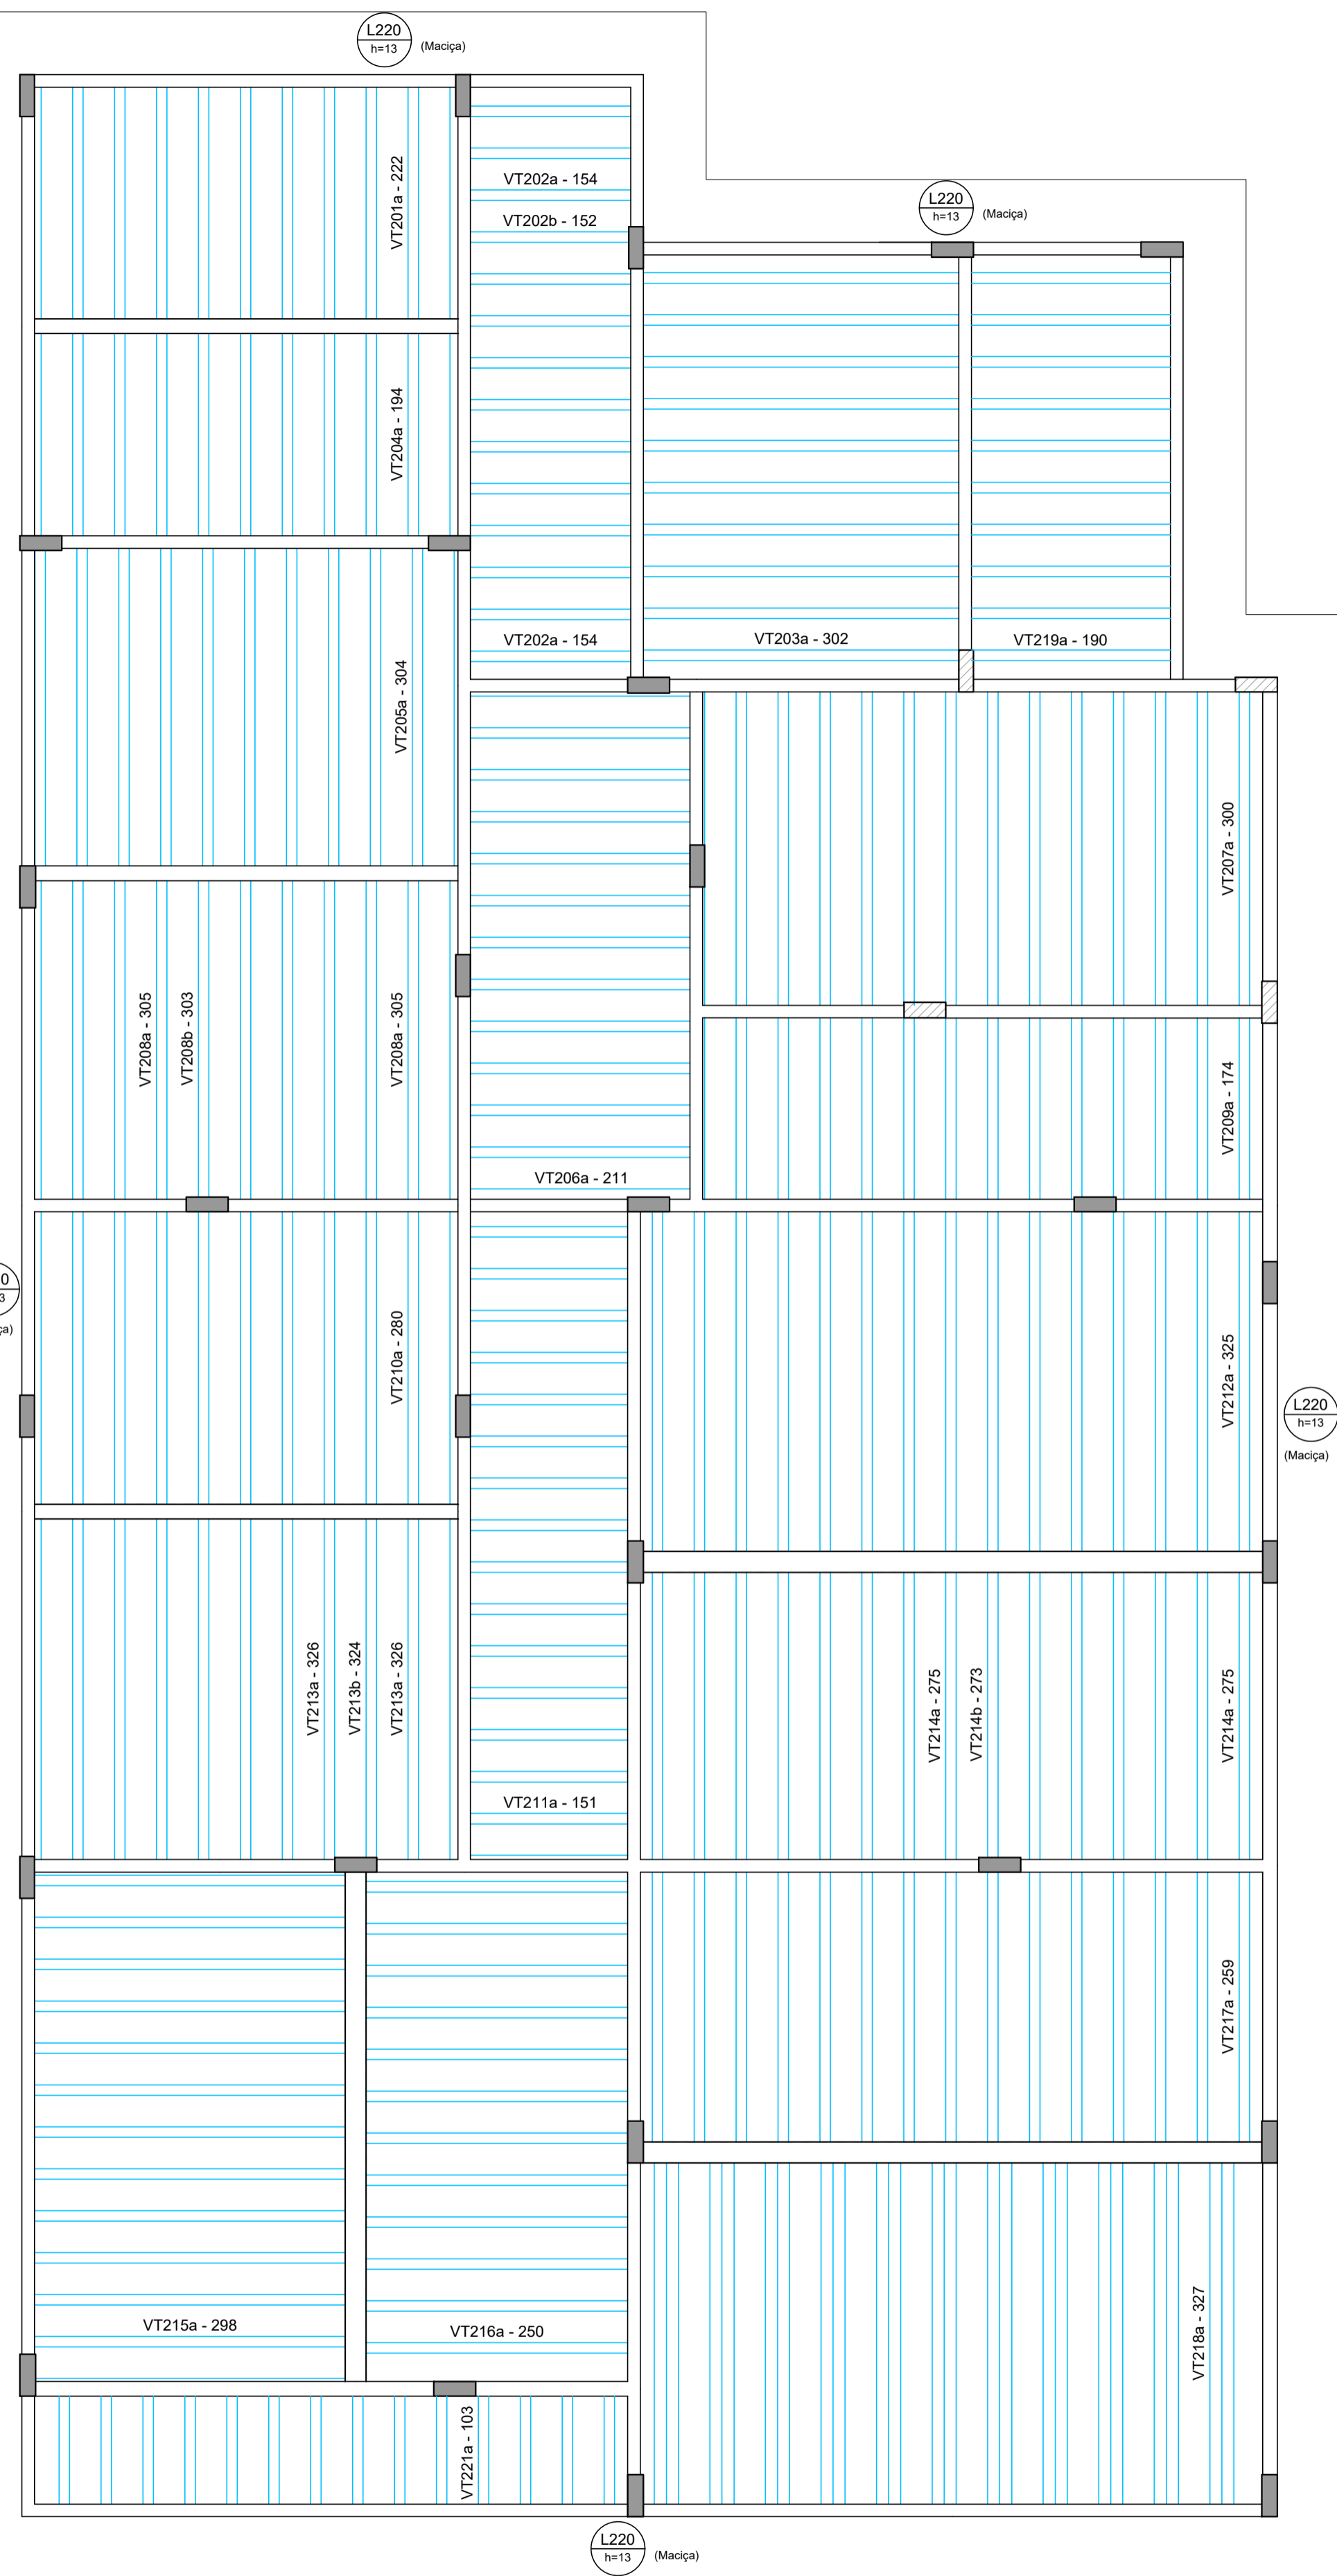 L220
h=13
(Maciça)
VT201a - 222
VT202a - 154
VT202b - 152
L220
h=13
(Maciça)
VT204a - 194
VT202a - 154
VT203a - 302
VT219a - 190
VT205a - 304
VT207a - 300
VT208a - 305
VT208b - 303
VT208a - 305
VT209a - 174
VT206a - 211
0
3
ça)
VT210a - 280
VT212a - 325
L220
h=13
(Maciça)
VT213a - 326
VT213b - 324
VT213a - 326
VT214a - 275
VT214b - 273
VT214a - 275
VT211a - 151
VT217a - 259
VT215a - 298
VT216a - 250
VT218a - 327
VT221a - 103
L220
h=13
(Maciça)